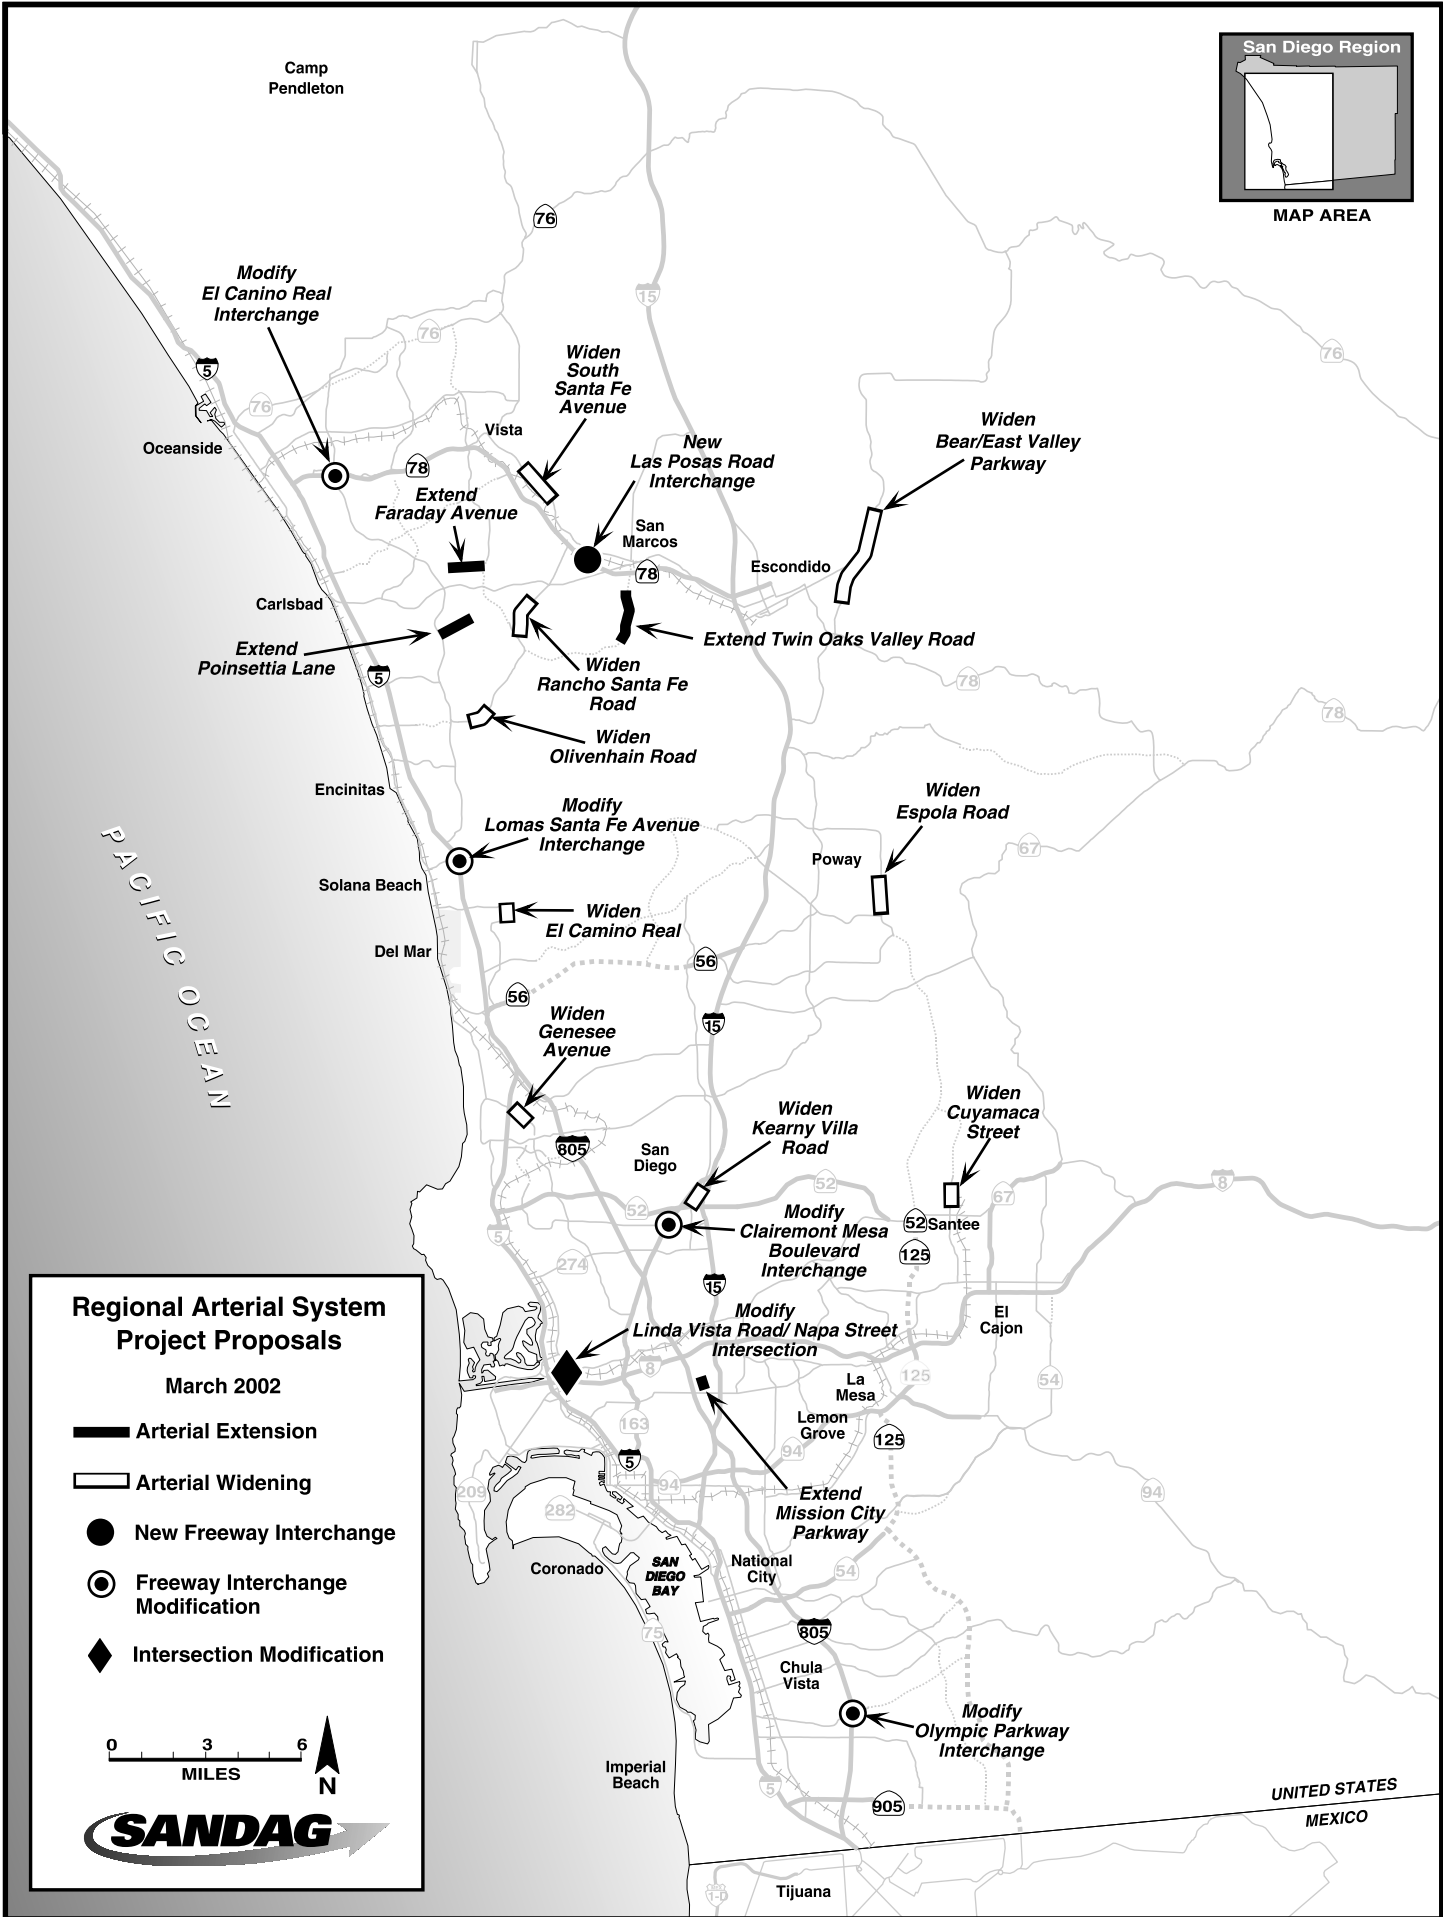 San Diego Region
MAP AREA
Camp
Pendleton
76
15
Modify
El Canino Real
Interchange
76
76
5
76
Widen
South
Santa Fe
Avenue
Widen
Bear/East Valley
Parkway
Vista
Oceanside
New
Las Posas Road
Interchange
78
Extend
Faraday Avenue
San
Marcos
Escondido
78
Carlsbad
Extend
Poinsettia Lane
Extend Twin Oaks Valley Road
5
Widen
Rancho Santa Fe
Road
78
78
Widen
Olivenhain Road
Encinitas
Widen
Espola Road
Modify
Lomas Santa Fe Avenue
Interchange
67
Poway
Solana Beach
Widen
El Camino Real
Del Mar
PACIFIC OCEAN
56
56
15
Widen
Genesee
Avenue
Widen
Cuyamaca
Street
Widen
Kearny Villa
Road
805
San
Diego
52
8
67
52
Modify
Clairemont Mesa
Boulevard
Interchange
52
Santee
5
125
274
15
Modify
Linda Vista Road/ Napa Street
Intersection
El
Cajon
8
125
La
Mesa
54
Lemon
Grove
163
125
94
5
94
209
94
Extend
Mission City
Parkway
282
Coronado
SAN
DIEGO
BAY
National
City
54
75
805
Chula
Vista
Modify
Olympic Parkway
Interchange
Imperial
Beach
5
905
UNITED STATES
MEXICO
Tijuana
1-D
Regional Arterial System
Project Proposals
March 2002
Arterial Extension
Arterial Widening
New Freeway Interchange
Freeway Interchange
Modification
Intersection Modification
0 3 6
MILES
N
SANDAG